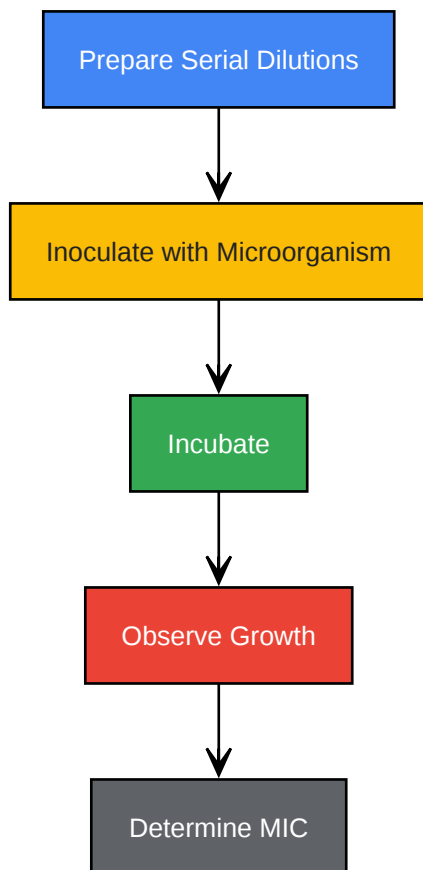 Prepare Serial Dilutions
Inoculate with Microorganism
Incubate
Observe Growth
Determine MIC